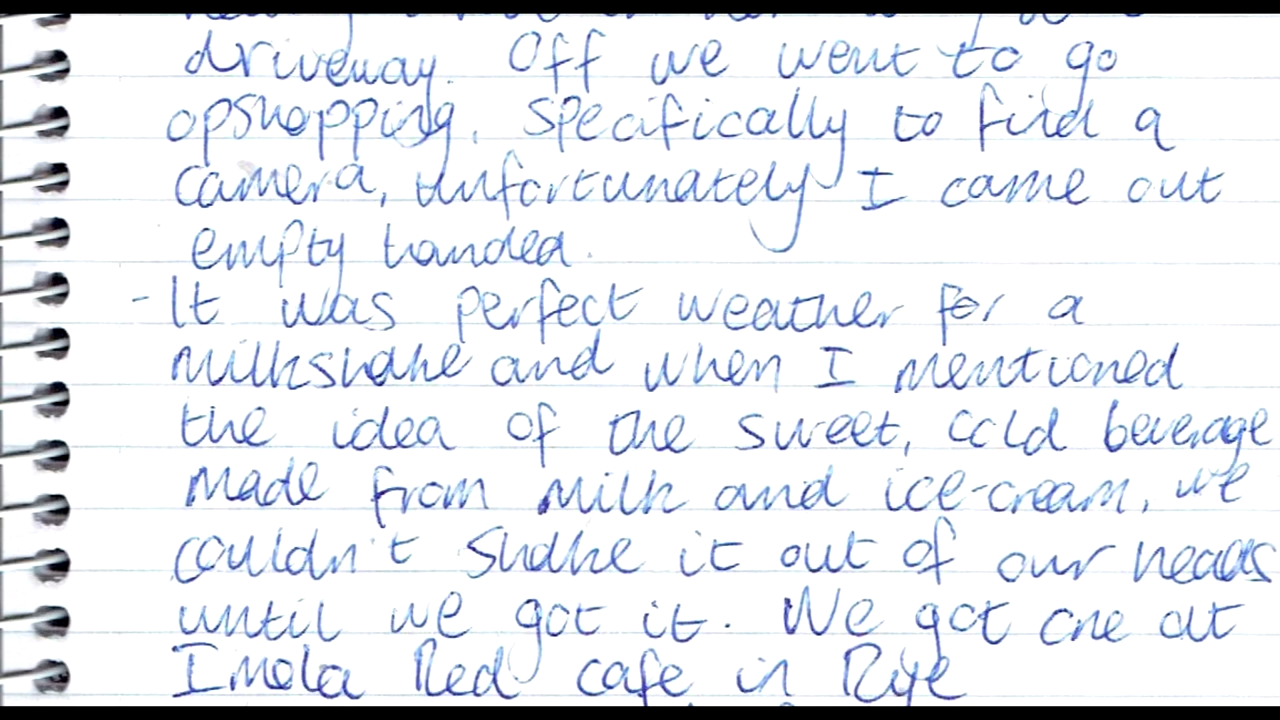 driveway. Off we went to go
opshopping, specifically to find a
camera, unfortunately I came out
empty handed.
- It was perfect weather for a
milkshake and when I mentioned
the idea of the sweet, cold beverage
made from milk and ice-cream, we
couldn't shake it out of our heads
until we got it. We got one at
Imola Red cafe in Rye